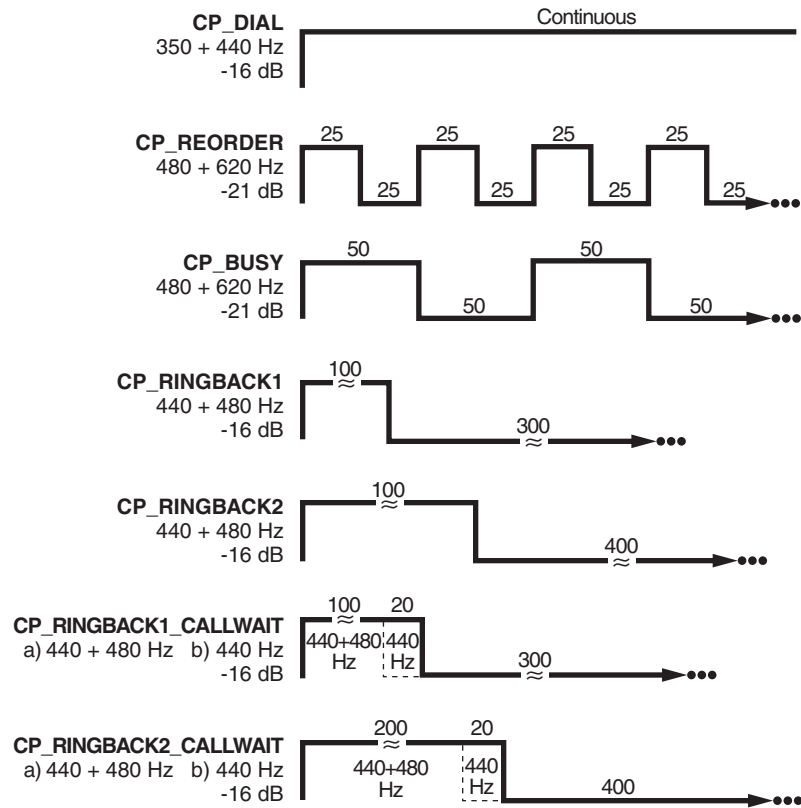 CP_DIAL
350 + 440 Hz
-16 dB
Continuous
CP_REORDER
480 + 620 Hz
-21 dB
25 25 25 25
25 25 25 25
CP_BUSY
480 + 620 Hz
-21 dB
50 50
50 50
CP_RINGBACK1
440 + 480 Hz
-16 dB
100
300
CP_RINGBACK2
440 + 480 Hz
-16 dB
100
400
CP_RINGBACK1_CALLWAIT
a) 440 + 480 Hz b) 440 Hz
-16 dB
100 20
440+480 440
Hz Hz
300
CP_RINGBACK2_CALLWAIT
a) 440 + 480 Hz b) 440 Hz
-16 dB
200 20
440+480 440
Hz Hz
400